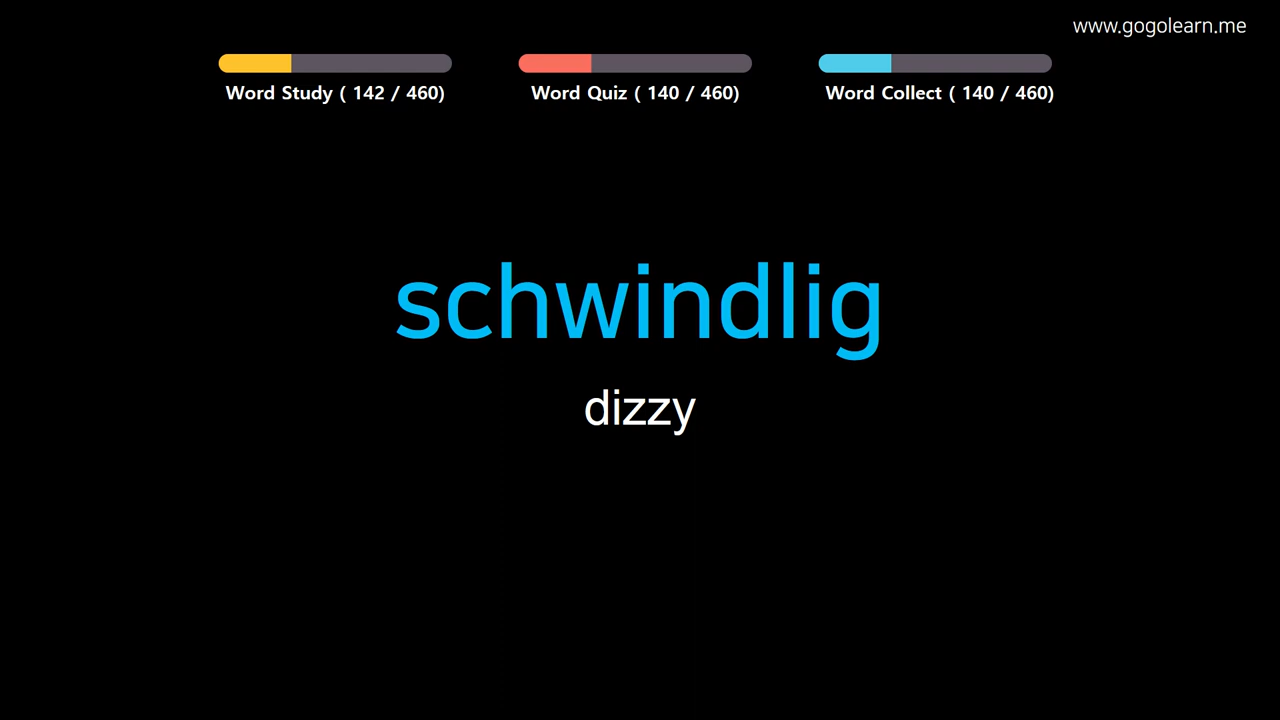 www.gogolearn.me
Word Study ( 142 / 460)
Word Quiz ( 140 / 460)
Word Collect ( 140 / 460)
schwindlig
dizzy